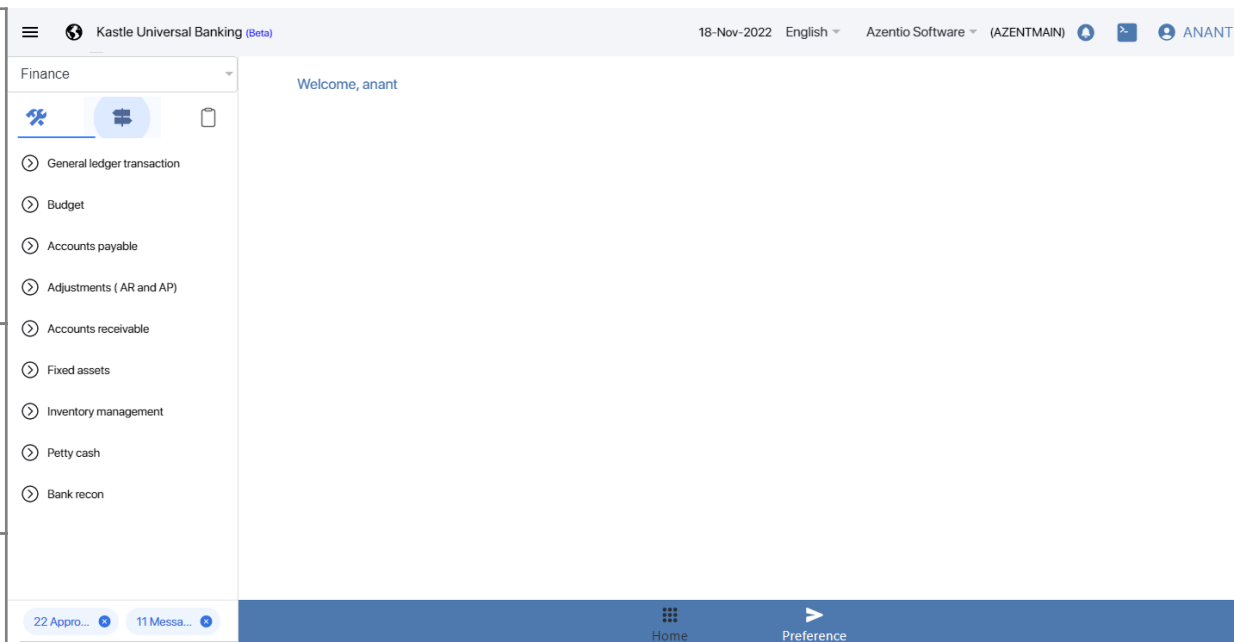 Kastle Universal Banking (Beta)
18-Nov-2022 English Azentio Software (AZENTMAIN) ANANT
Finance
Welcome, anant
General ledger transaction
Budget
Accounts payable
Adjustments ( AR and AP)
Accounts receivable
Fixed assets
Inventory management
Petty cash
Bank recon
22 Appro... 11 Messa...
Home Preference